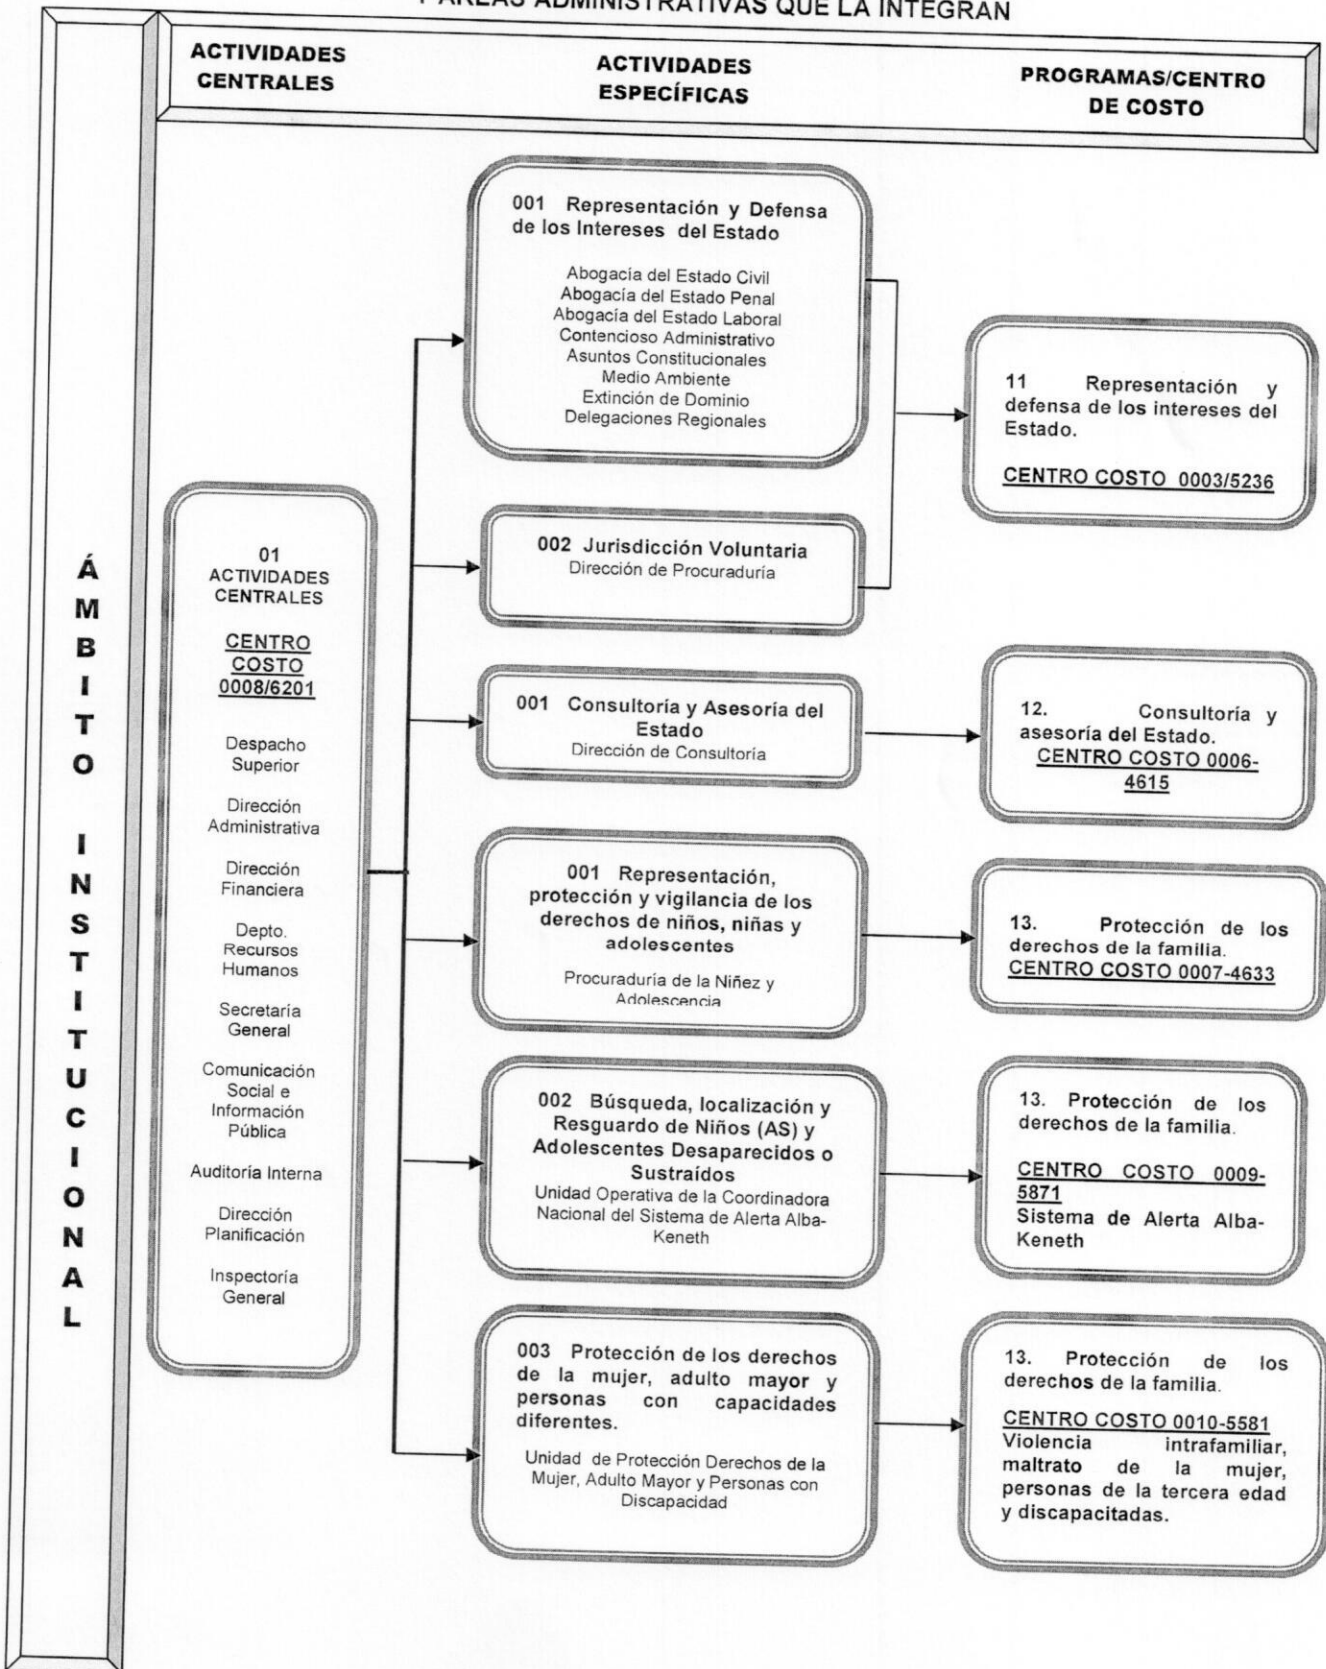 Y ÁREAS ADMINISTRATIVAS QUE LA INTEGRAN
ACTIVIDADES
CENTRALES
ACTIVIDADES
ESPECÍFICAS
PROGRAMAS/CENTRO
DE COSTO
ÁMBITO INSTITUCIONAL
01
ACTIVIDADES
CENTRALES
CENTRO
COSTO
0008/6201
Despacho
Superior
Dirección
Administrativa
Dirección
Financiera
Depto.
Recursos
Humanos
Secretaría
General
Comunicación
Social e
Información
Pública
Auditoría Interna
Dirección
Planificación
Inspectoría
General
001 Representación y Defensa
de los Intereses del Estado
Abogacía del Estado Civil
Abogacía del Estado Penal
Abogacía del Estado Laboral
Contencioso Administrativo
Asuntos Constitucionales
Medio Ambiente
Extinción de Dominio
Delegaciones Regionales
002 Jurisdicción Voluntaria
Dirección de Procuraduría
11 Representación y
defensa de los intereses del
Estado.
CENTRO COSTO 0003/5236
001 Consultoría y Asesoría del
Estado
Dirección de Consultoría
12. Consultoría y
asesoría del Estado.
CENTRO COSTO 0006-
4615
001 Representación,
protección y vigilancia de los
derechos de niños, niñas y
adolescentes
Procuraduría de la Niñez y
Adolescencia
13. Protección de los
derechos de la familia.
CENTRO COSTO 0007-4633
002 Búsqueda, localización y
Resguardo de Niños (AS) y
Adolescentes Desaparecidos o
Sustraídos
Unidad Operativa de la Coordinadora
Nacional del Sistema de Alerta Alba-
Keneth
13. Protección de los
derechos de la familia.
CENTRO COSTO 0009-
5871
Sistema de Alerta Alba-
Keneth
003 Protección de los derechos
de la mujer, adulto mayor y
personas con capacidades
diferentes.
Unidad de Protección Derechos de la
Mujer, Adulto Mayor y Personas con
Discapacidad
13. Protección de los
derechos de la familia.
CENTRO COSTO 0010-5581
Violencia intrafamiliar,
maltrato de la mujer,
personas de la tercera edad
y discapacitadas.